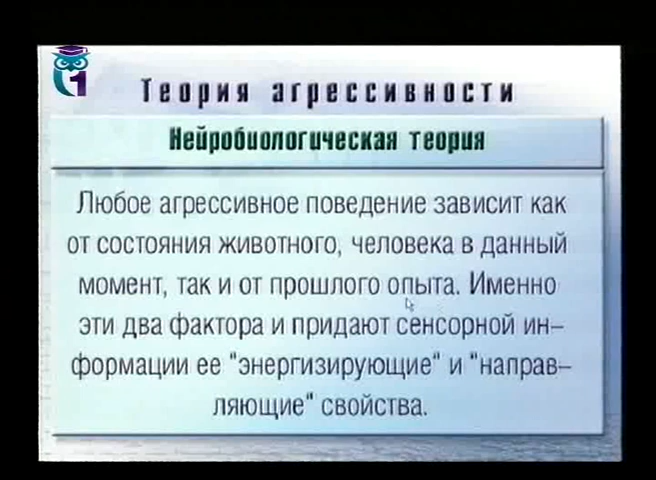 1
Теория агрессивности
Нейробиологическая теория
Любое агрессивное поведение зависит как
от состояния животного, человека в данный
момент, так и от прошлого опыта. Именно
эти два фактора и придают сенсорной ин–
формации ее "энергизирующие" и "направ–
ляющие" свойства.